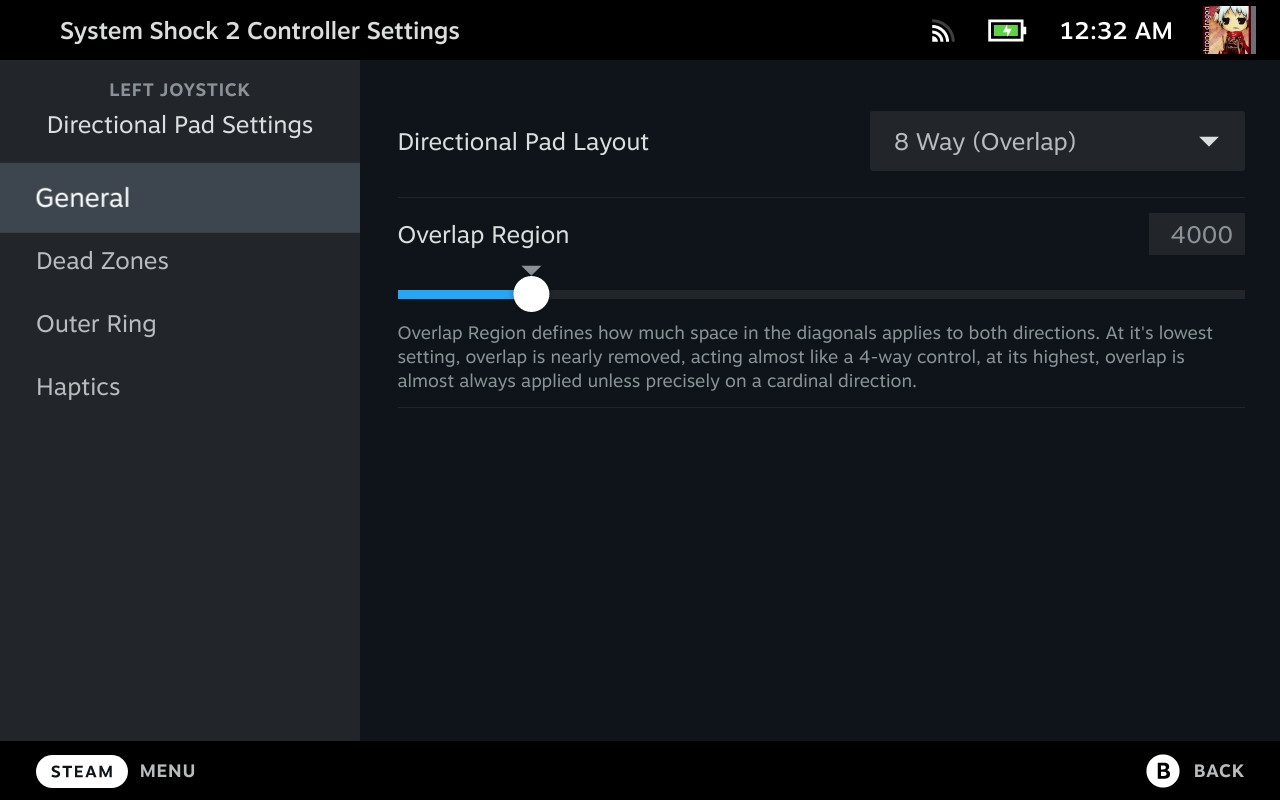 System Shock 2 Controller Settings
12:32 AM
LEFT JOYSTICK
Directional Pad Settings
General
Dead Zones
Outer Ring
Haptics
Directional Pad Layout
8 Way (Overlap)
Overlap Region
4000
Overlap Region defines how much space in the diagonals applies to both directions. At it's lowest
setting, overlap is nearly removed, acting almost like a 4-way control, at its highest, overlap is
almost always applied unless precisely on a cardinal direction.
STEAM MENU
B BACK